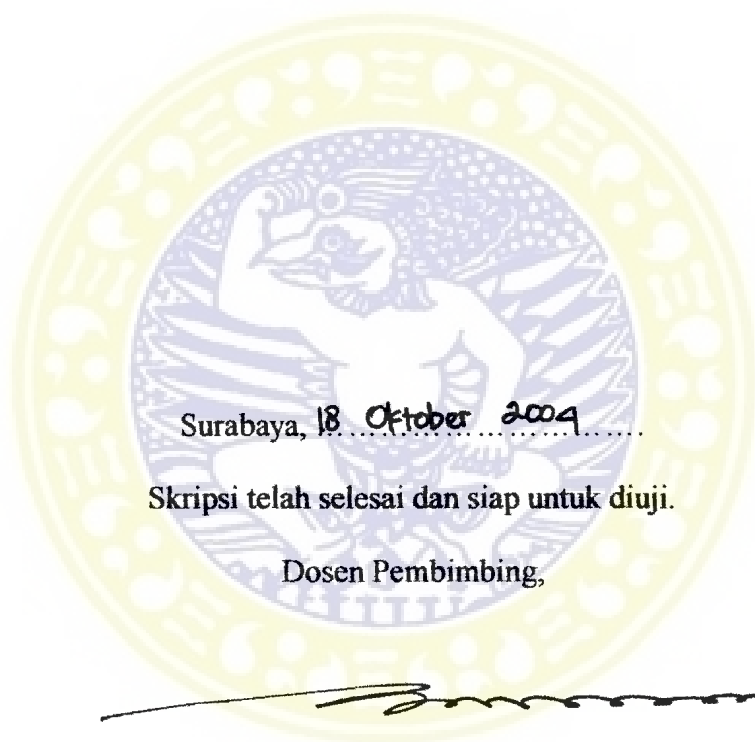 Surabaya, 18 Oktober 2004
Skripsi telah selesai dan siap untuk diuji.
Dosen Pembimbing,